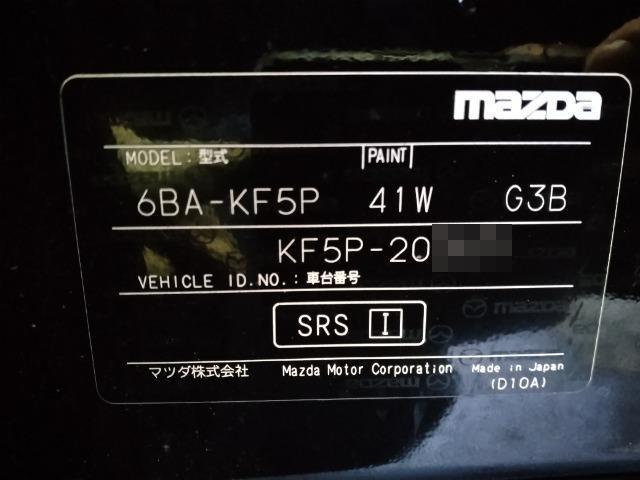 mazda
MODEL : 型式 PAINT
6BA-KF5P 41W G3B
KF5P-20
VEHICLE ID.NO. : 車台番号
SRS I
マツダ株式会社 Mazda Motor Corporation Made in Japan
(D10A)